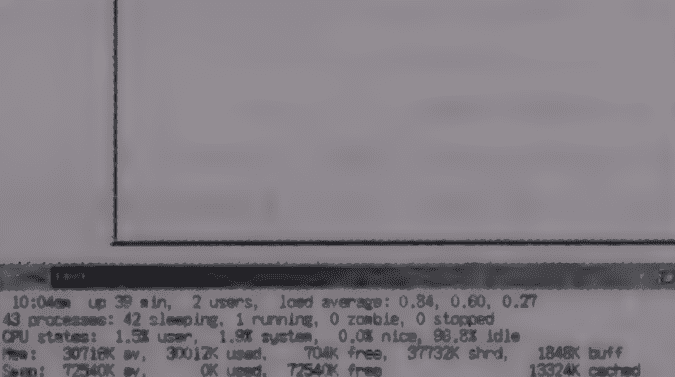 10:04am up 39 min, 2 users, load average: 0.84, 0.60, 0.27
43 processes: 42 sleeping, 1 running, 0 zombie, 0 stopped
CPU states: 1.5% user, 1.9% system, 0.0% nice, 96.8% idle
Mem: 30716K av, 30012K used, 704K free, 37732K shrd, 1848K buff
Swap: 72540K av, 0K used, 72540K free 13324K cached